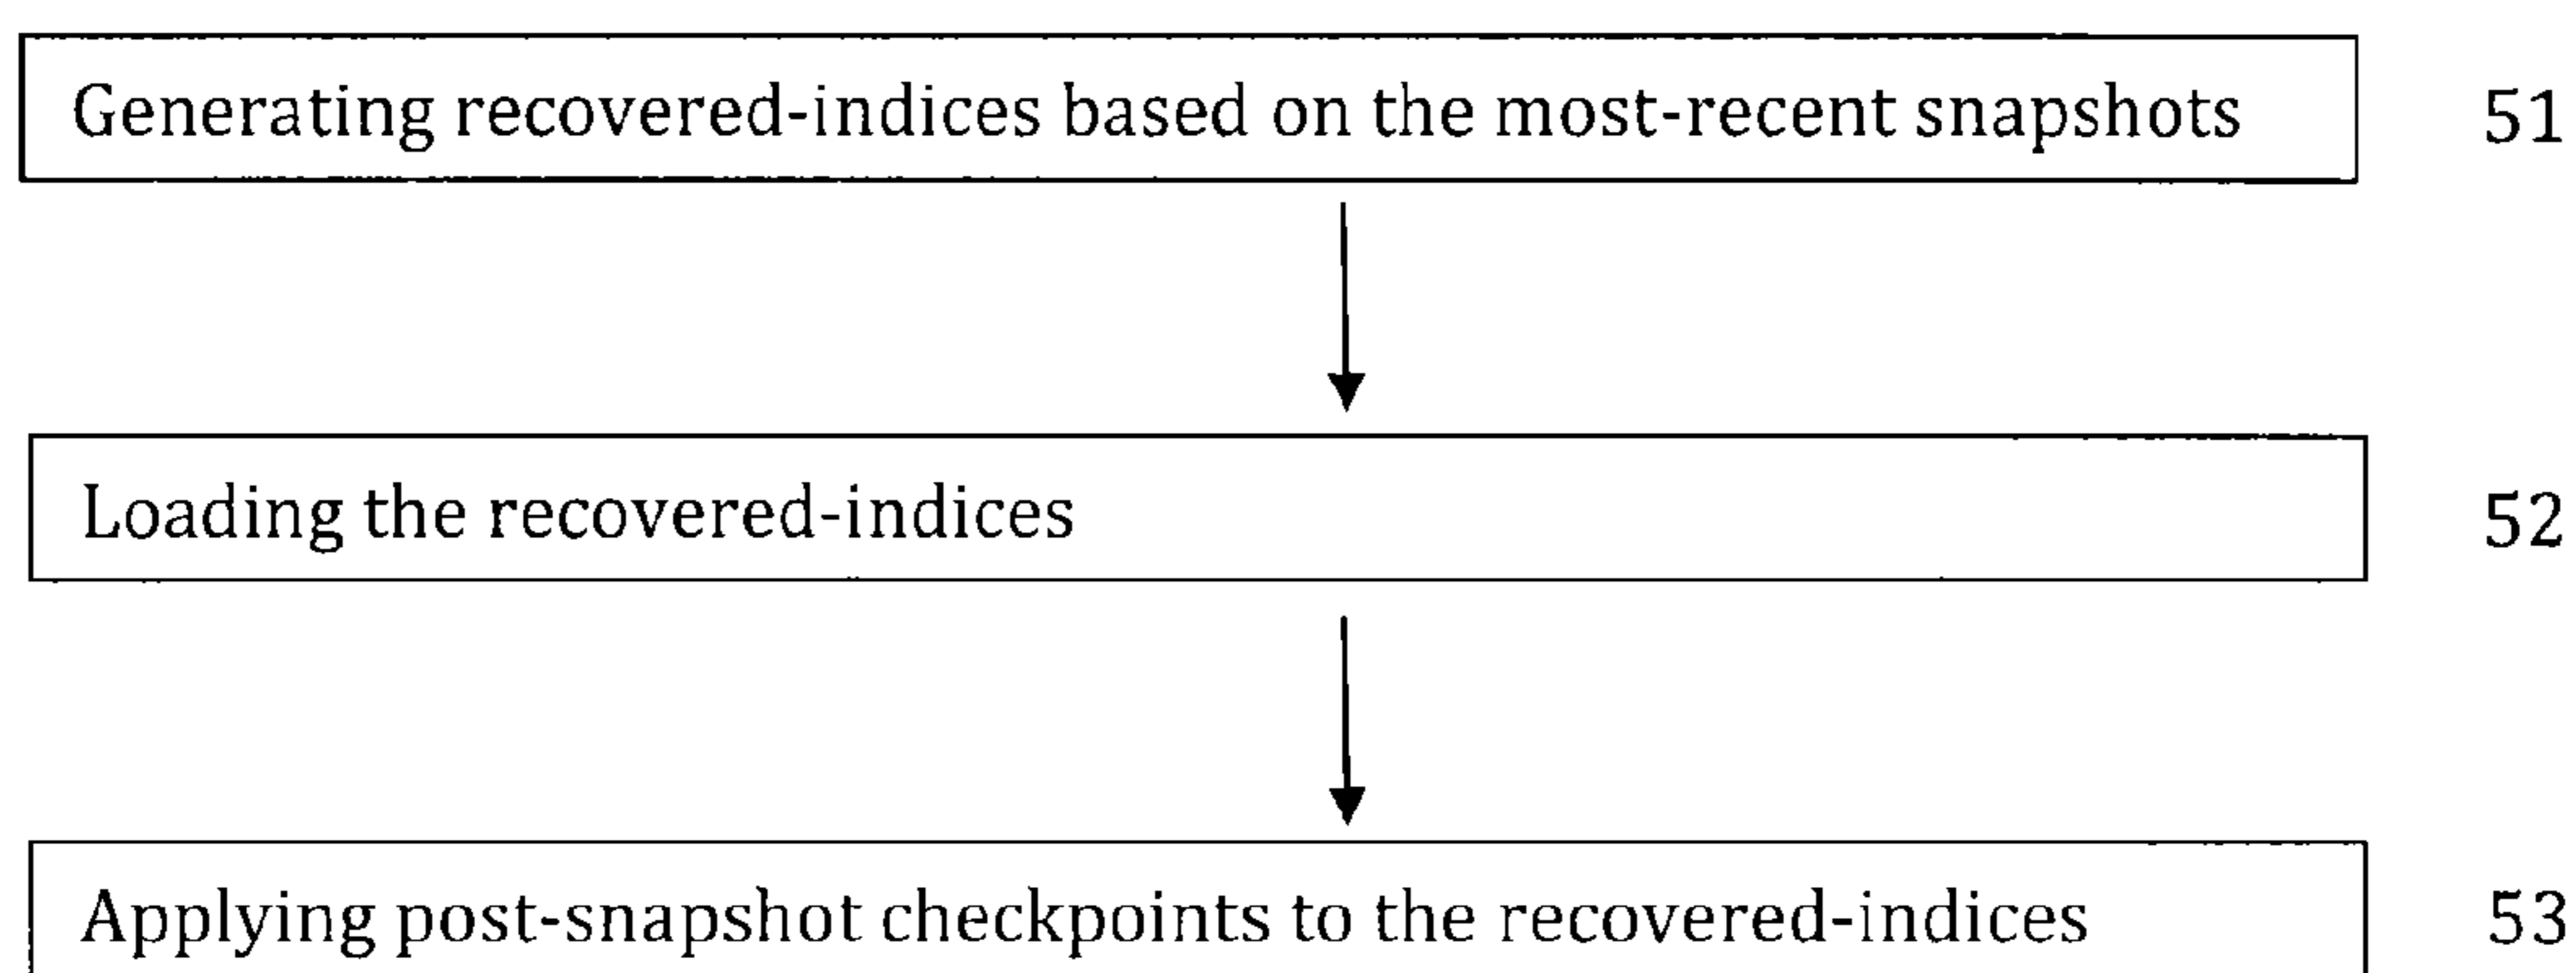 Generating recovered-indices based on the most-recent snapshots 51
Loading the recovered-indices 52
Applying post-snapshot checkpoints to the recovered-indices 53